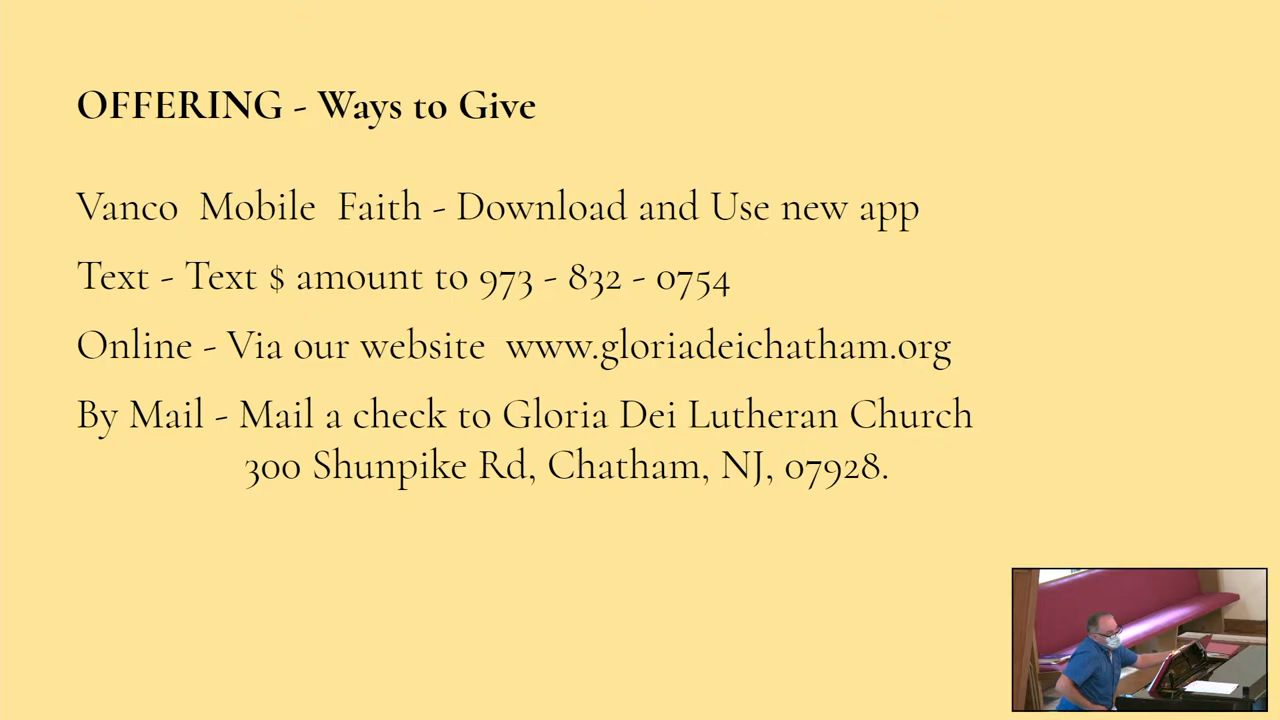 OFFERING - Ways to Give
Vanco Mobile Faith - Download and Use new app
Text - Text $ amount to 973 - 832 - 0754
Online - Via our website www.gloriadeichatham.org
By Mail - Mail a check to Gloria Dei Lutheran Church
300 Shunpike Rd, Chatham, NJ, 07928.